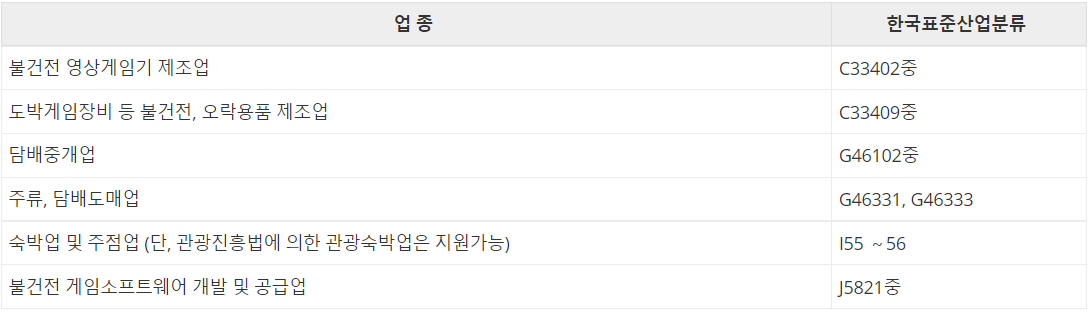 업 종 한국표준산업분류
불건전 영상게임기 제조업 C33402중
도박게임장비 등 불건전, 오락용품 제조업 C33409중
담배중개업 G46102중
주류, 담배도매업 G46331, G46333
숙박업 및 주점업 (단, 관광진흥법에 의한 관광숙박업은 지원가능) I55 ~ 56
불건전 게임소프트웨어 개발 및 공급업 J5821중